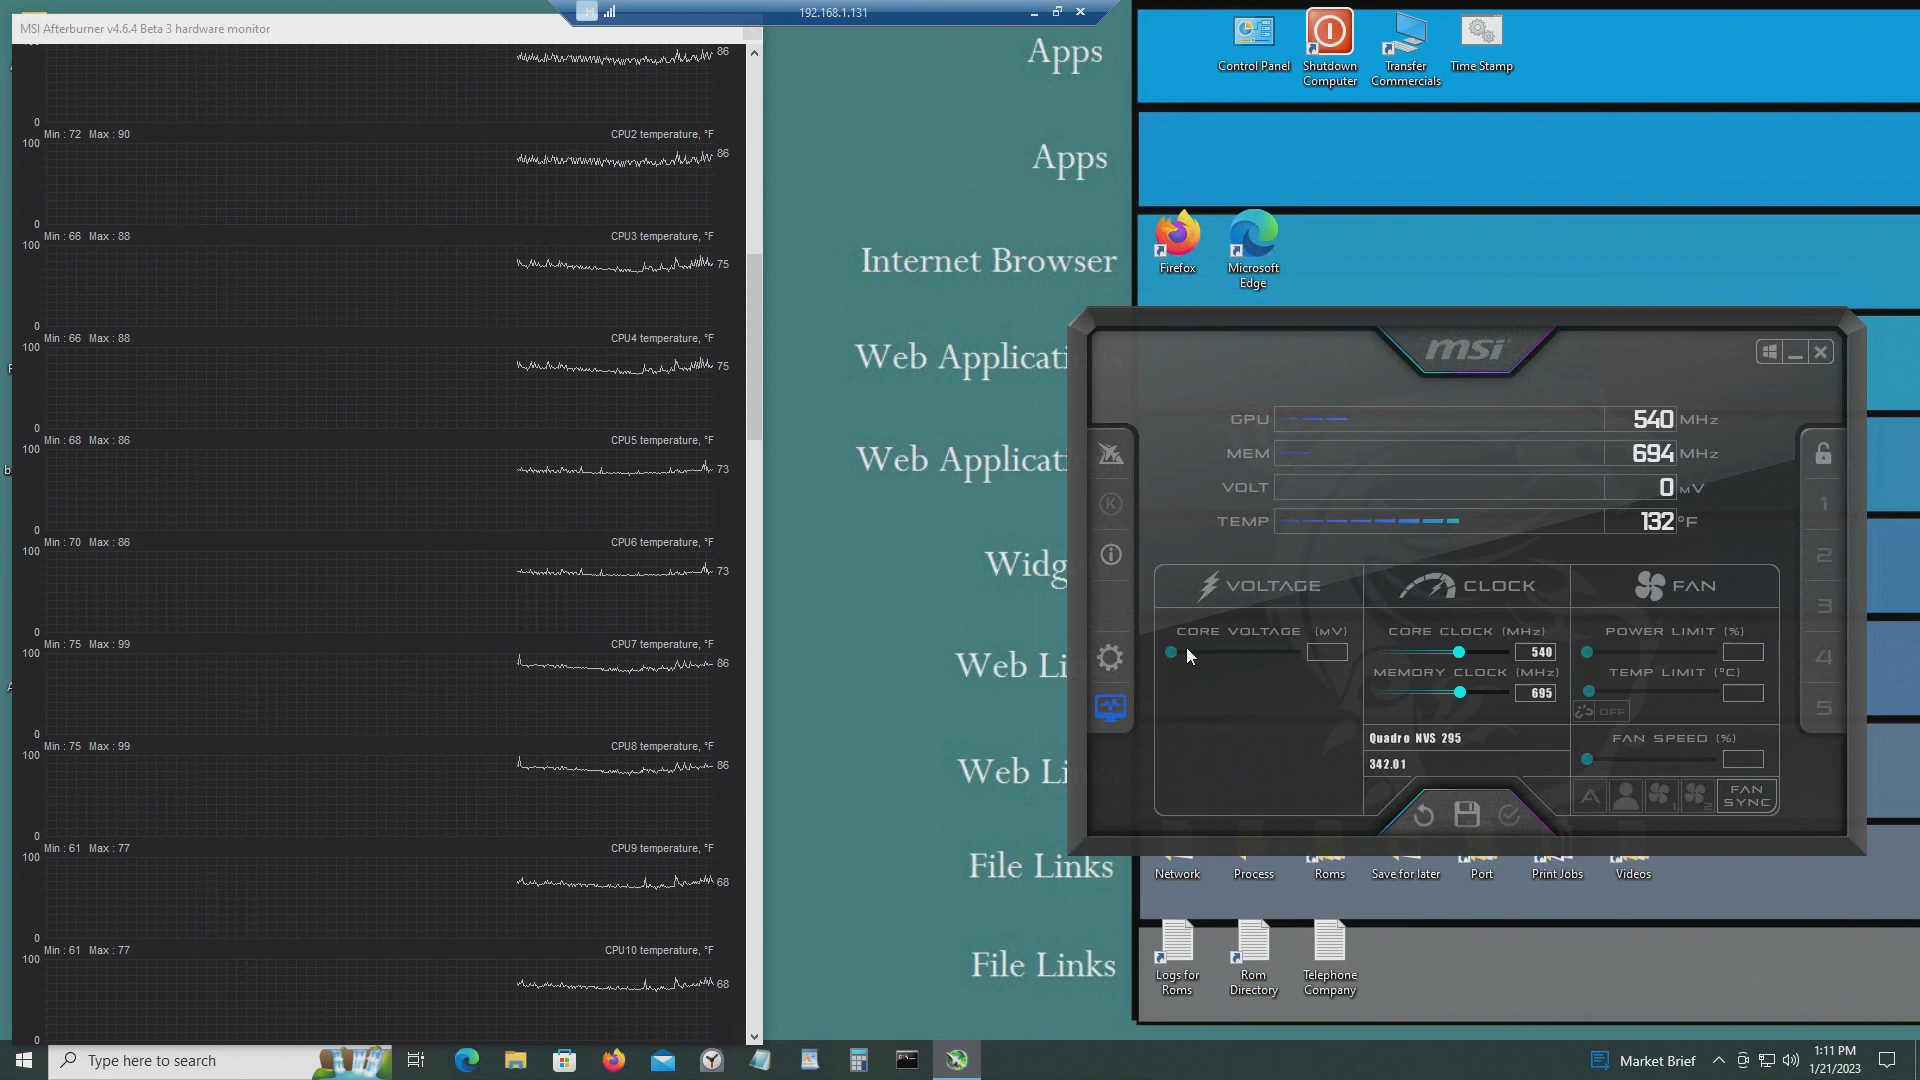 MSI Afterburner v4.6.4 Beta 3 hardware monitor
192.168.1.131
86
0
Min : 72 Max : 90
CPU2 temperature, °F
100
86
0
Min : 66 Max : 88
CPU3 temperature, °F
100
75
0
Min : 66 Max : 88
CPU4 temperature, °F
100
75
0
Min : 68 Max : 86
CPU5 temperature, °F
100
73
0
Min : 70 Max : 86
CPU6 temperature, °F
100
73
0
Min : 75 Max : 99
CPU7 temperature, °F
100
86
0
Min : 75 Max : 99
CPU8 temperature, °F
100
86
0
Min : 61 Max : 77
CPU9 temperature, °F
100
68
0
Min : 61 Max : 77
CPU10 temperature, °F
100
68
0
Apps
Apps
Internet Browser
Web Applicati
Web Applicati
Widg
Web Li
Web Li
File Links
File Links
Control Panel
Shutdown
Computer
Transfer
Commercials
Time Stamp
Firefox
Microsoft
Edge
msi
GPU
540 MHz
MEM
694 MHz
VOLT
0 mV
TEMP
132 °F
K
1
2
3
4
5
VOLTAGE
CORE VOLTAGE (MV)
CLOCK
CORE CLOCK (MHz)
540
MEMORY CLOCK (MHz)
695
Quadro NVS 295
342.01
FAN
POWER LIMIT (%)
TEMP LIMIT (°C)
OFF
FAN SPEED (%)
A
1
2
FAN
SYNC
Network
Process
Roms
Save for later
Port
Print Jobs
Videos
Logs for
Roms
Rom
Directory
Telephone
Company
Type here to search
Market Brief
1:11 PM
1/21/2023